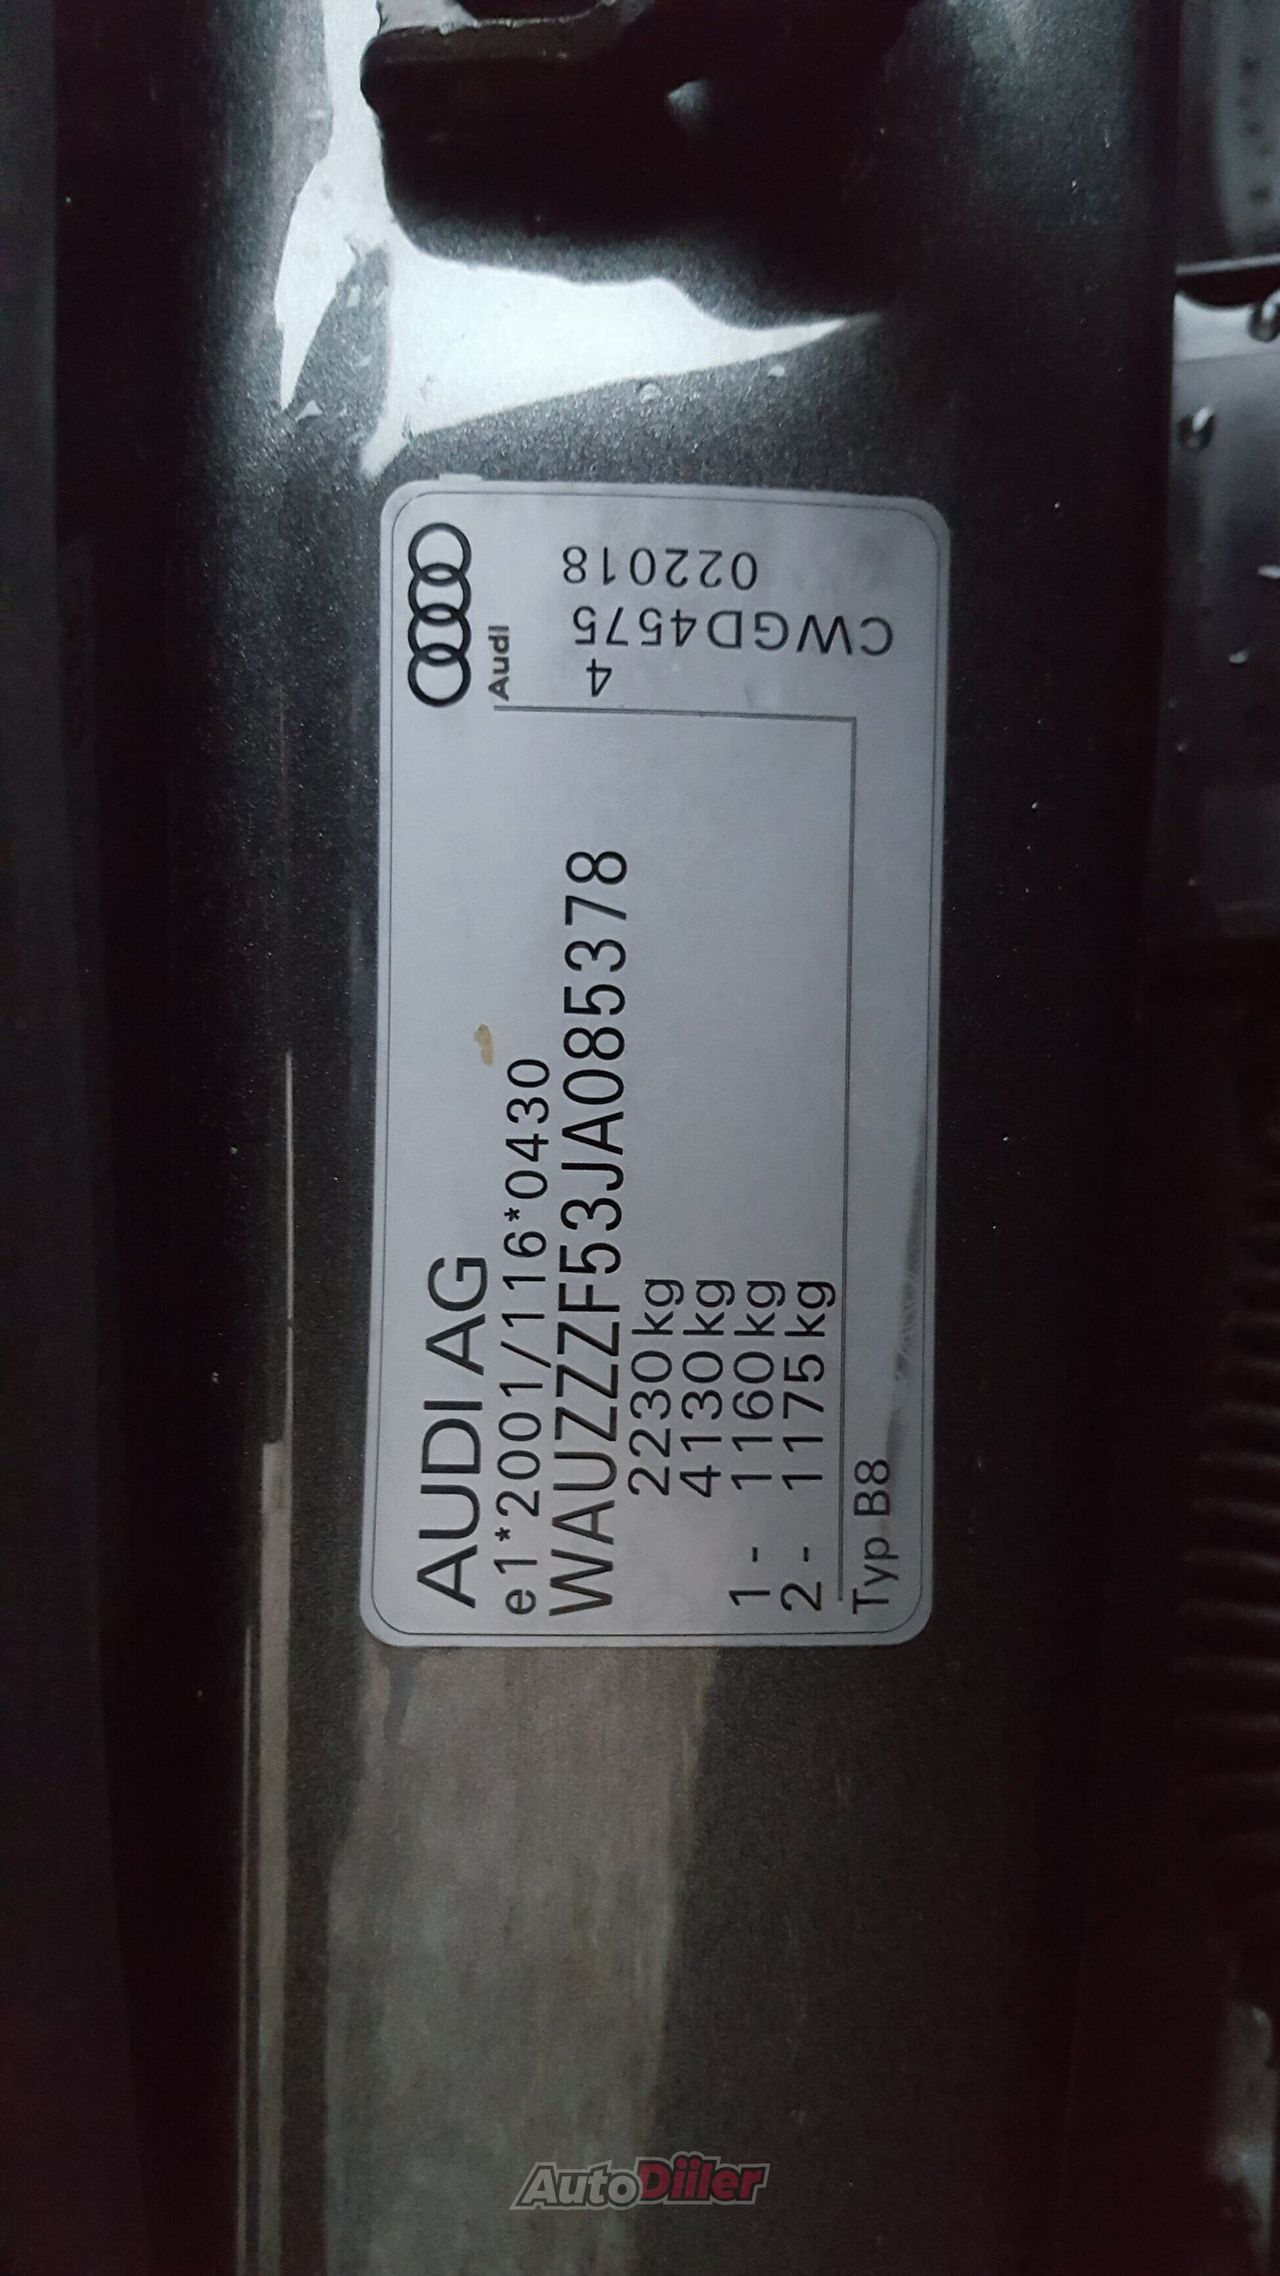 AUDI AG
e1*2001/116*0430
WAUZZZF53JA085378
2230kg
4130kg
1- 1160kg
2- 1175kg
Typ B8
Audi
4
CWGD4575
022018
AutoDiiler